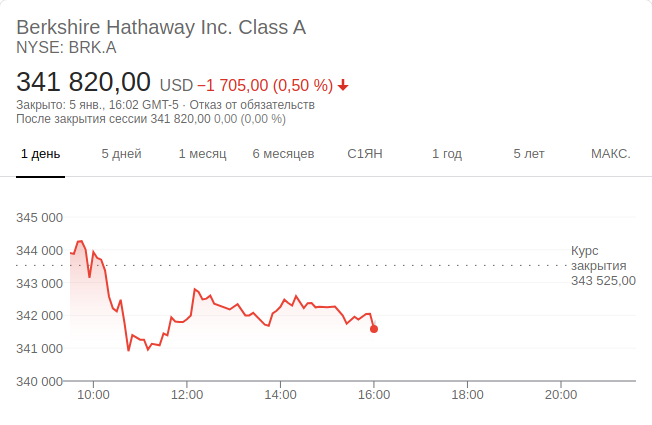 Berkshire Hathaway Inc. Class A
NYSE: BRK.A
341 820,00 USD −1 705,00 (0,50 %)
Закрыто: 5 янв., 16:02 GMT-5 · Отказ от обязательств
После закрытия сессии 341 820,00 0,00 (0,00 %)
1 день 5 дней 1 месяц 6 месяцев С1ЯН 1 год 5 лет МАКС.
345 000
344 000
343 000
342 000
341 000
340 000
Курс
закрытия
343 525,00
10:00 12:00 14:00 16:00 18:00 20:00